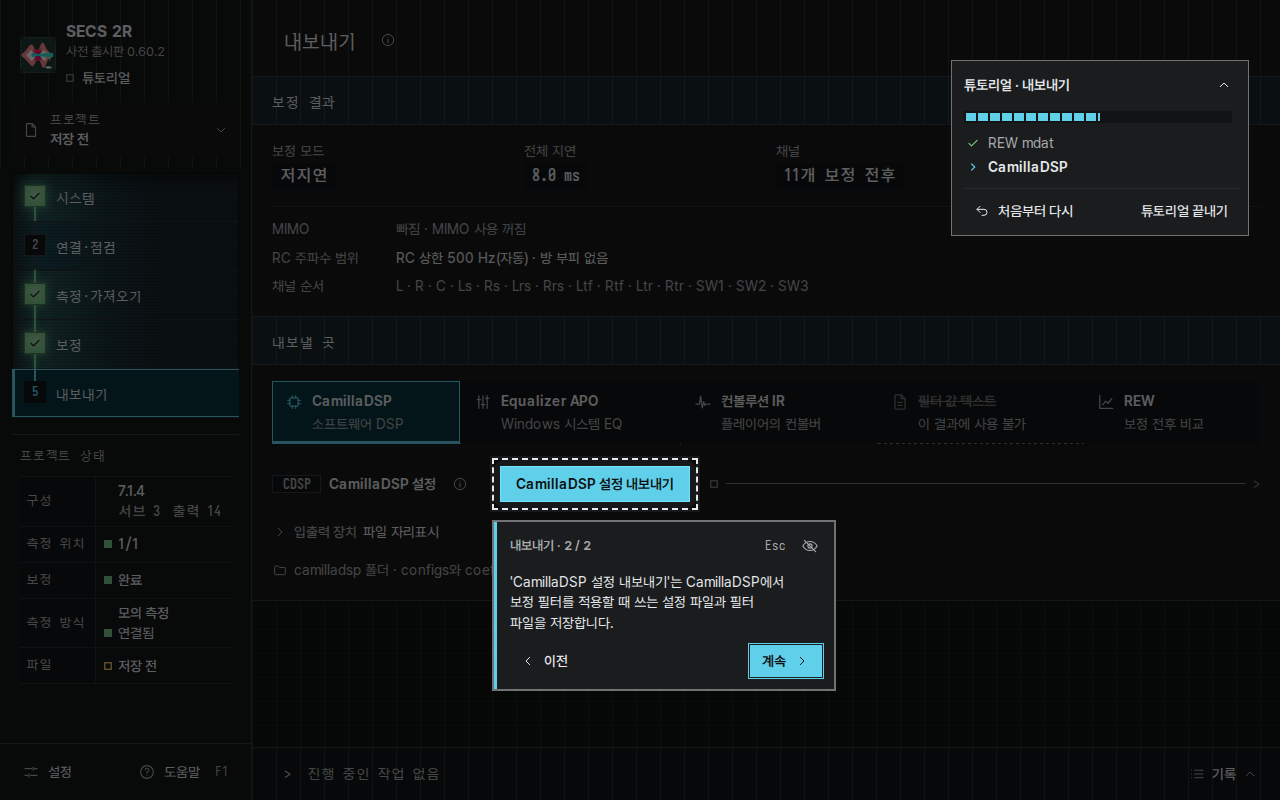 SECS 2R
사전 출시판 0.60.2
튜토리얼
프로젝트
저장 전
시스템
2 연결·점검
측정·가져오기
보정
5 내보내기
프로젝트 상태
구성 7.1.4
서브 3 출력 14
측정 위치 1/1
보정 완료
측정 방식 모의 측정
연결됨
파일 저장 전
설정 도움말 F1
내보내기
보정 결과
보정 모드 전체 지연 채널
저지연 8.0 ms 11개 보정 전후
MIMO 빠짐 · MIMO 사용 꺼짐
RC 주파수 범위 RC 상한 500 Hz(자동) · 방 부피 없음
채널 순서 L · R · C · Ls · Rs · Lrs · Rrs · Ltf · Rtf · Ltr · Rtr · SW1 · SW2 · SW3
내보낼 곳
CamillaDSP
소프트웨어 DSP
Equalizer APO
Windows 시스템 EQ
컨볼루션 IR
플레이어의 컨볼버
필터 값 텍스트
이 결과에 사용 불가
REW
보정 전후 비교
CDSP CamillaDSP 설정 CamillaDSP 설정 내보내기
입출력 장치 파일 자리표시
camilladsp 폴더 · configs와
내보내기 · 2 / 2 Esc
'CamillaDSP 설정 내보내기'는 CamillaDSP에서
보정 필터를 적용할 때 쓰는 설정 파일과 필터
파일을 저장합니다.
이전 계속
진행 중인 작업 없음 기록
튜토리얼 · 내보내기
REW mdat
CamillaDSP
처음부터 다시 튜토리얼 끝내기